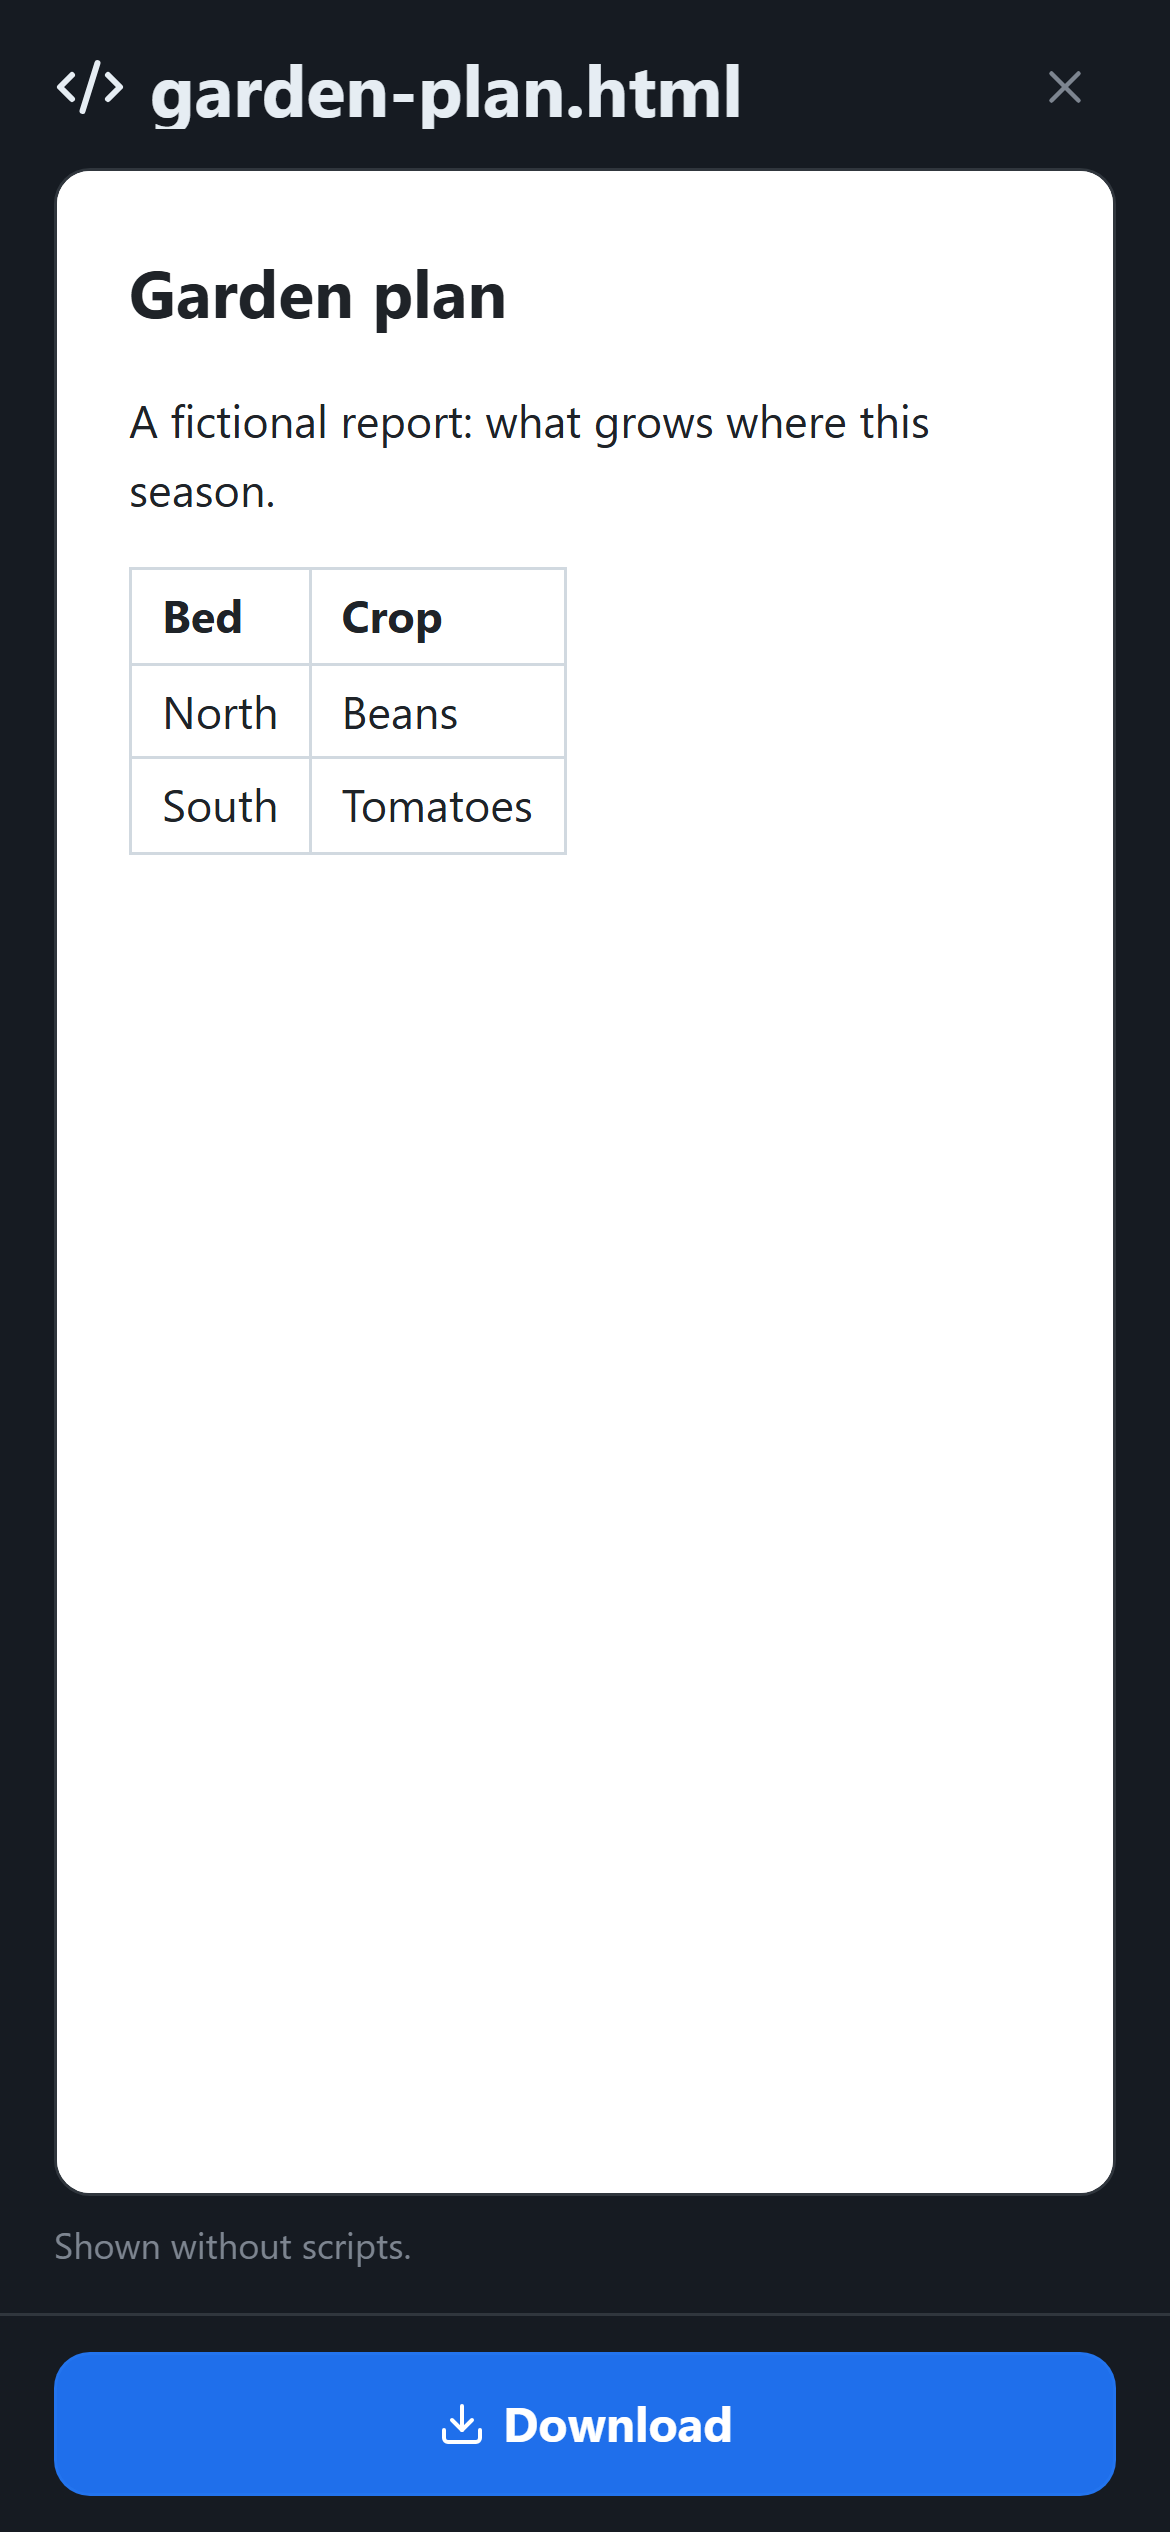 garden-plan.html
Garden plan
A fictional report: what grows where this
season.
Bed Crop
North Beans
South Tomatoes
Shown without scripts.
Download